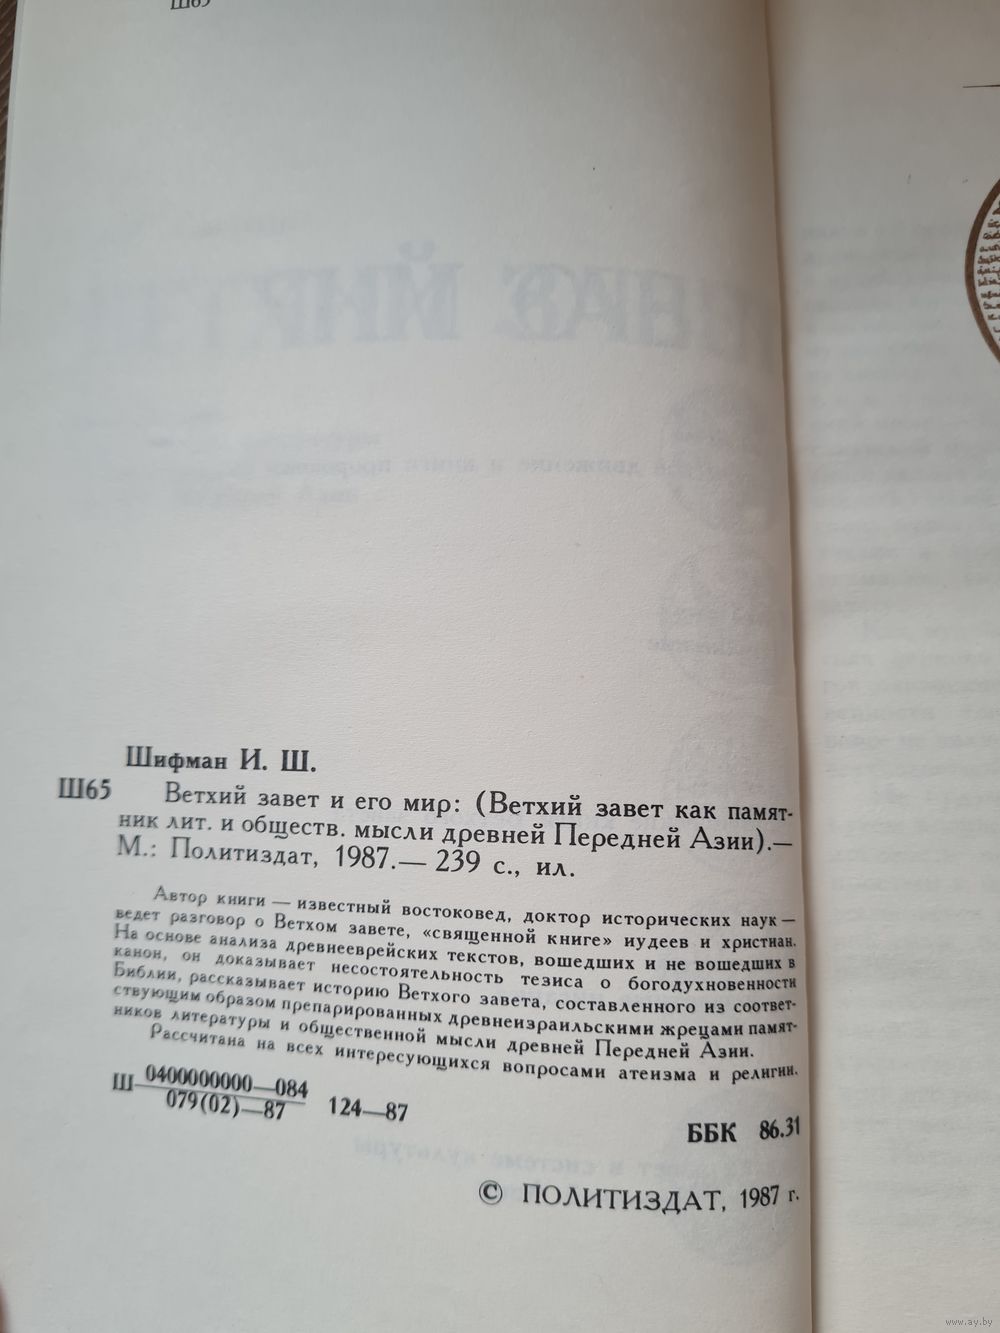 Ш65
Шифман И. Ш.
Ш65 Ветхий завет и его мир: (Ветхий завет как памят-
ник лит. и обществ. мысли древней Передней Азии).—
М.: Политиздат, 1987.— 239 с., ил.
Автор книги — известный востоковед, доктор исторических наук —
ведет разговор о Ветхом завете, «священной книге» иудеев и христиан.
На основе анализа древнееврейских текстов, вошедших и не вошедших в
канон, он доказывает несостоятельность тезиса о богодухновенности
Библии, рассказывает историю Ветхого завета, составленного из соответ-
ствующим образом препарированных древнеизраильскими жрецами памят-
ников литературы и общественной мысли древней Передней Азии.
Рассчитана на всех интересующихся вопросами атеизма и религии.
Ш 0400000000—084
079(02)—87 124—87
ББК 86.31
© ПОЛИТИЗДАТ, 1987 г.
www.ay.by